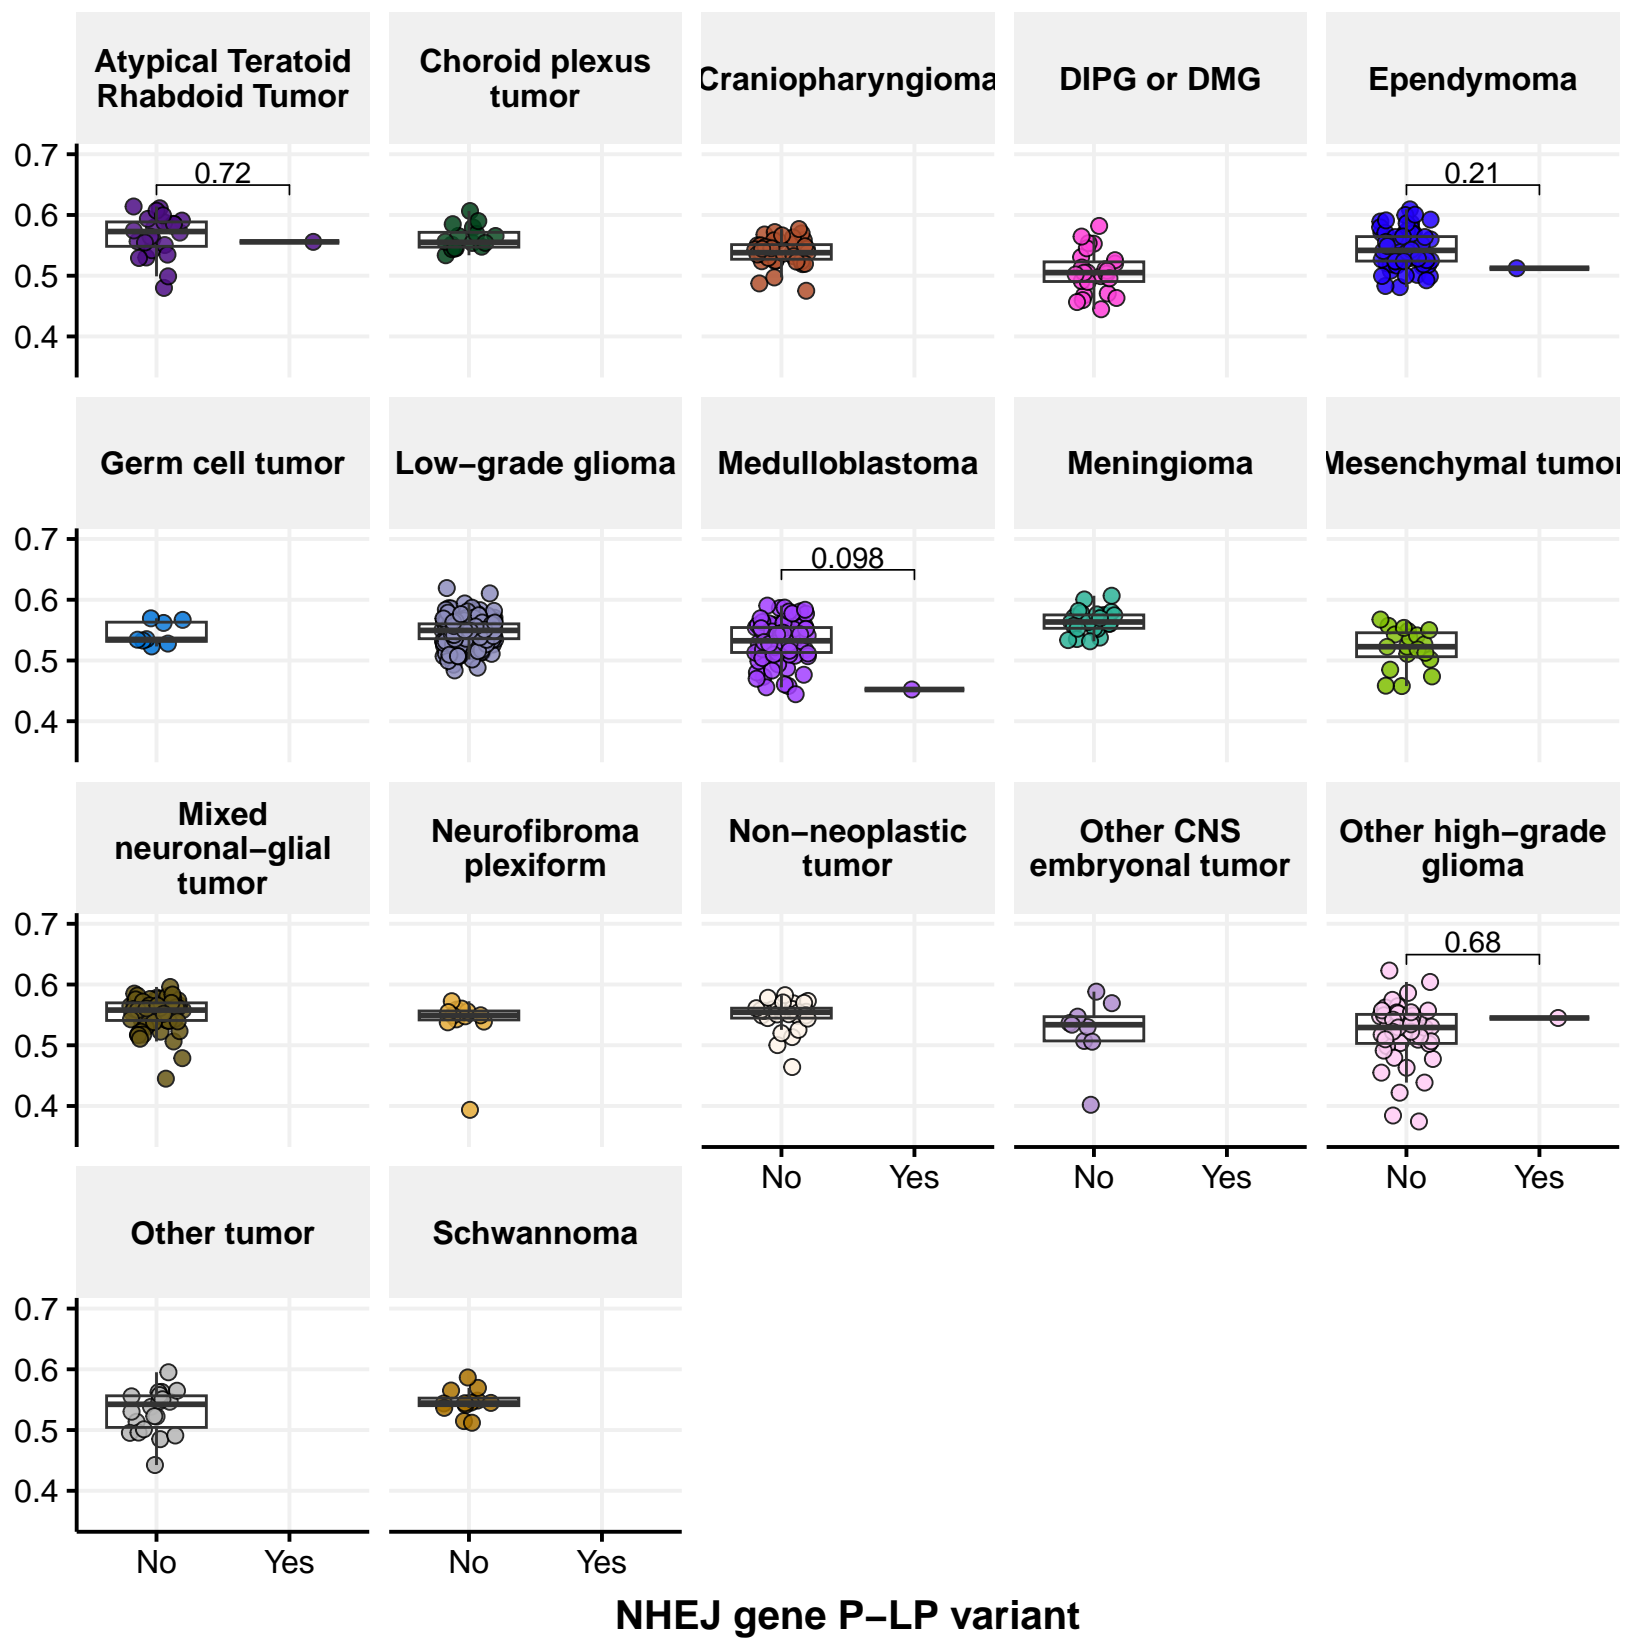 Atypical Teratoid
Rhabdoid Tumor
Choroid plexus
tumor
Craniopharyngioma
DIPG or DMG
Ependymoma
0.7
0.6
0.5
0.4
0.72
0.21
Germ cell tumor
Low−grade glioma
Medulloblastoma
Meningioma
Mesenchymal tumor
0.7
0.6
0.5
0.4
0.098
Mixed
neuronal−glial
tumor
Neurofibroma
plexiform
Non−neoplastic
tumor
Other CNS
embryonal tumor
Other high−grade
glioma
0.7
0.6
0.5
0.4
0.68
No Yes
No Yes
No Yes
Other tumor
Schwannoma
0.7
0.6
0.5
0.4
No Yes
No Yes
NHEJ gene P−LP variant